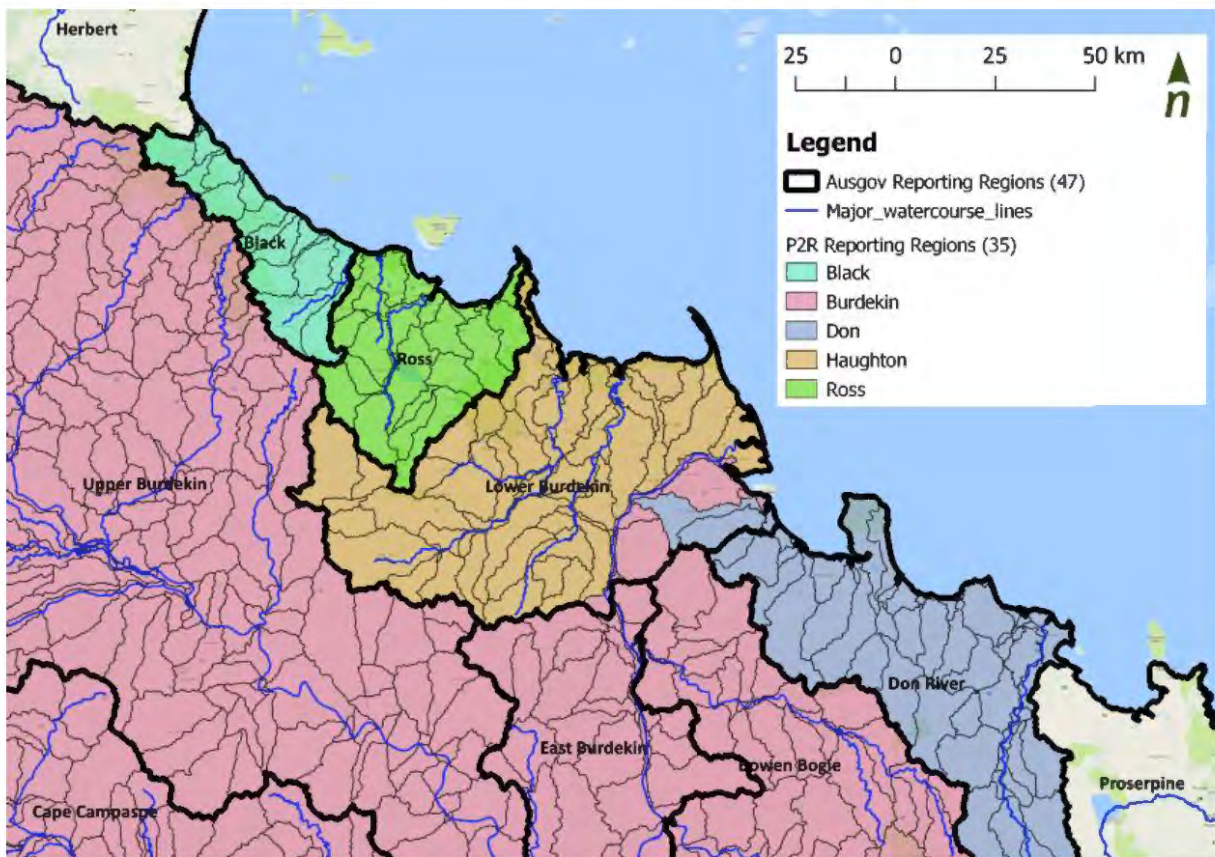 Herbert
25 0 25 50 km
n
Legend
Ausgov Reporting Regions (47)
Major_watercourse_lines
P2R Reporting Regions (35)
Black
Burdekin
Don
Haughton
Ross
Black
Ross
Upper Burdekin
Lower Burdekin
Don River
East Burdekin
Bowen Bogie
Proserpine
Cape Campaspe